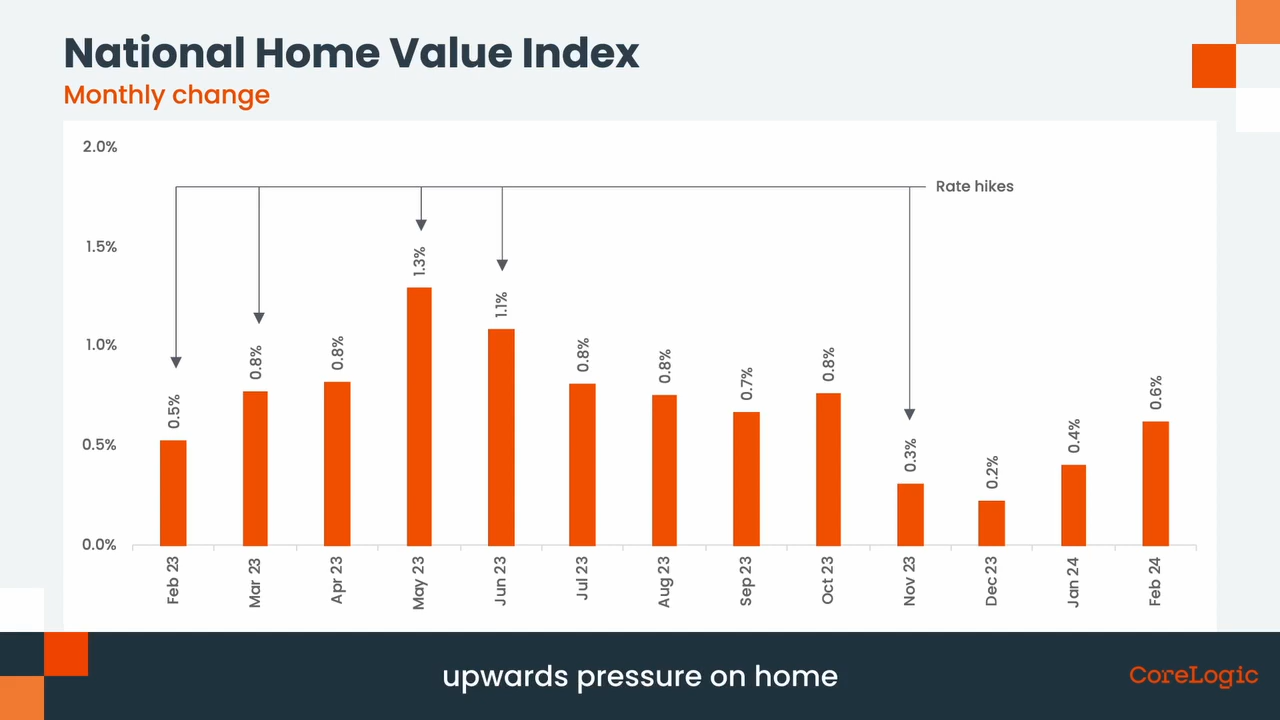 National Home Value Index
Monthly change
2.0%
Rate hikes
1.5%
1.0%
0.5%
0.0%
0.5%
0.8%
0.8%
1.3%
1.1%
0.8%
0.8%
0.7%
0.8%
0.3%
0.2%
0.4%
0.6%
Feb 23
Mar 23
Apr 23
May 23
Jun 23
Jul 23
Aug 23
Sep 23
Oct 23
Nov 23
Dec 23
Jan 24
Feb 24
upwards pressure on home
CoreLogic